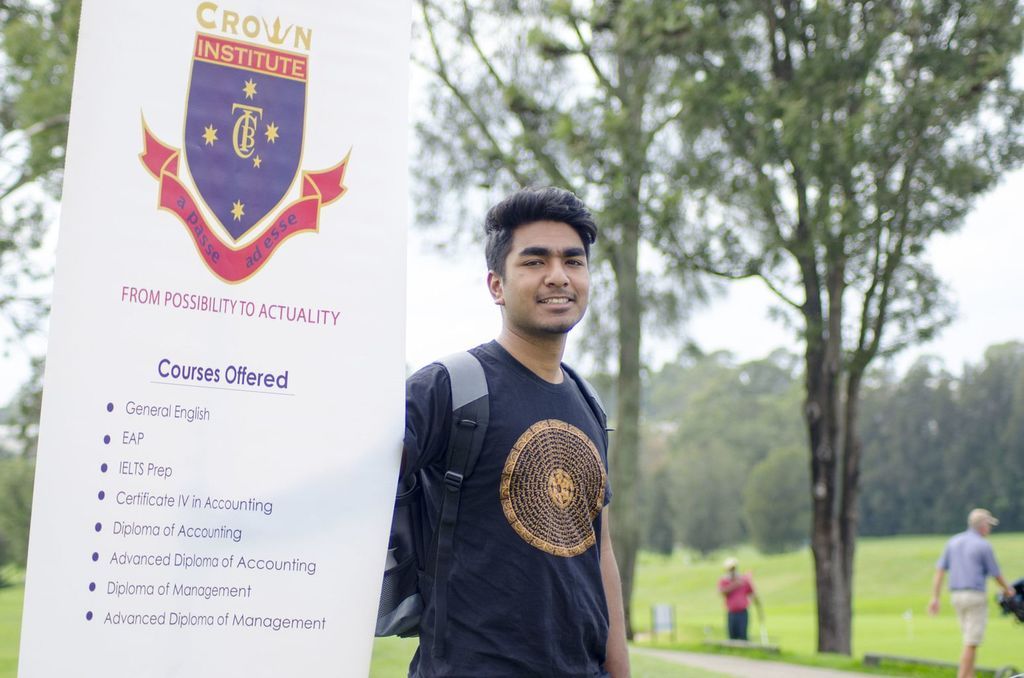 CROWN
INSTITUTE
a passe ad esse
FROM POSSIBILITY TO ACTUALITY
Courses Offered
• General English
• EAP
• IELTS Prep
• Certificate IV in Accounting
• Diploma of Accounting
• Advanced Diploma of Accounting
• Diploma of Management
• Advanced Diploma of Management